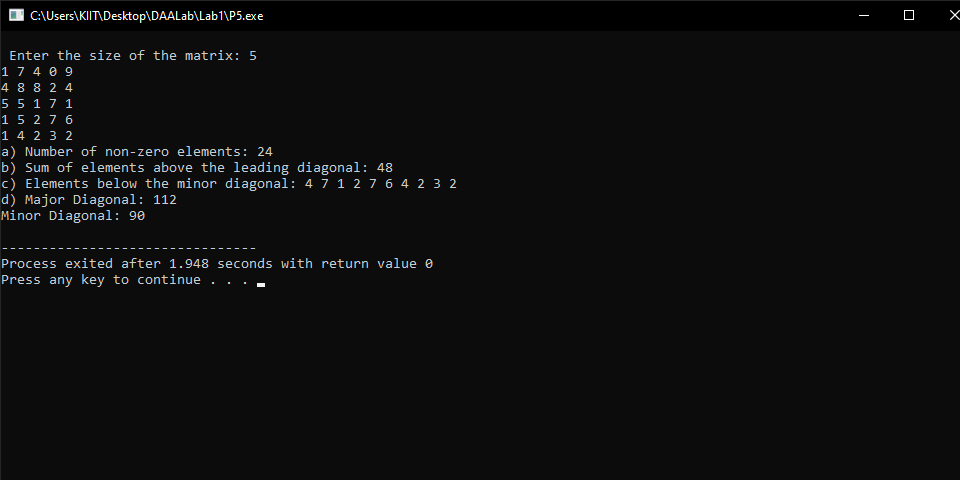 C:\Users\KIIT\Desktop\DAALab\Lab1\P5.exe
Enter the size of the matrix: 5
1 7 4 0 9
4 8 8 2 4
5 5 1 7 1
1 5 2 7 6
1 4 2 3 2
a) Number of non-zero elements: 24
b) Sum of elements above the leading diagonal: 48
c) Elements below the minor diagonal: 4 7 1 2 7 6 4 2 3 2
d) Major Diagonal: 112
Minor Diagonal: 90
--------------------------------
Process exited after 1.948 seconds with return value 0
Press any key to continue . . .